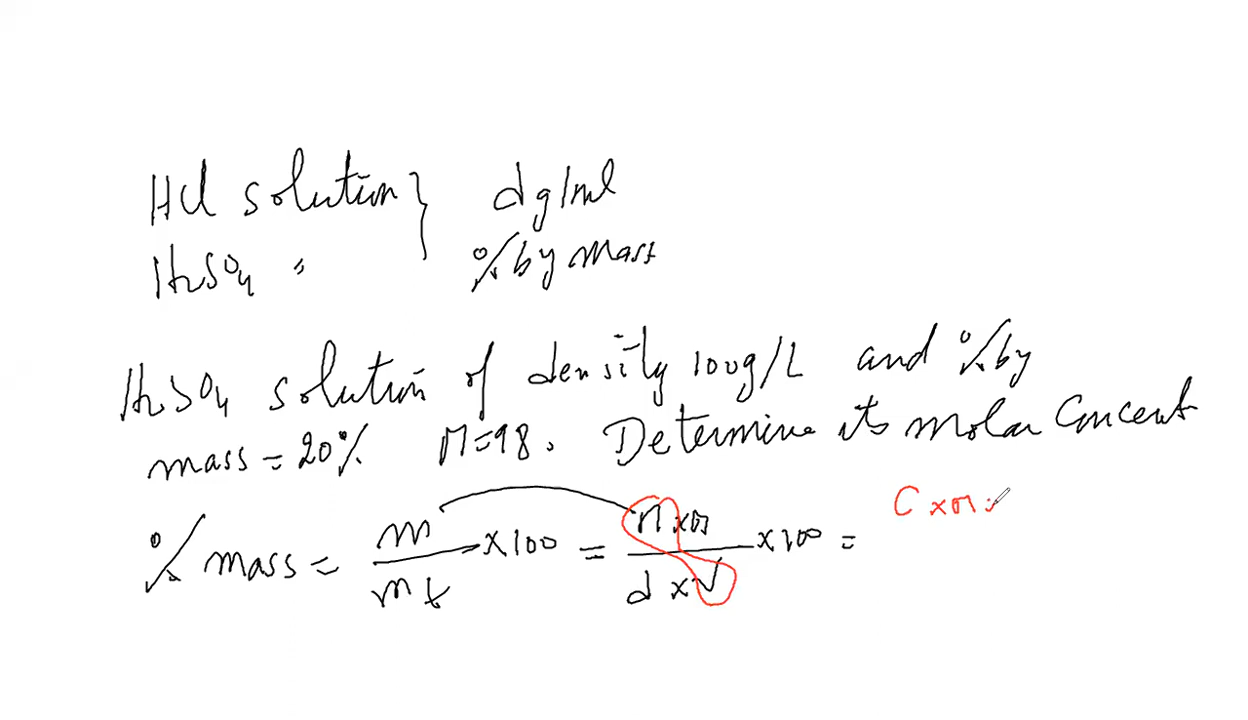 HCl solution } d g/ml
H2SO4 " % by mass
H2SO4 solution of density 100g/L and % by
mass = 20% M=98. Determine its molar concent
% mass = m/mt x100 = n x M/d x V x 100 = C x M